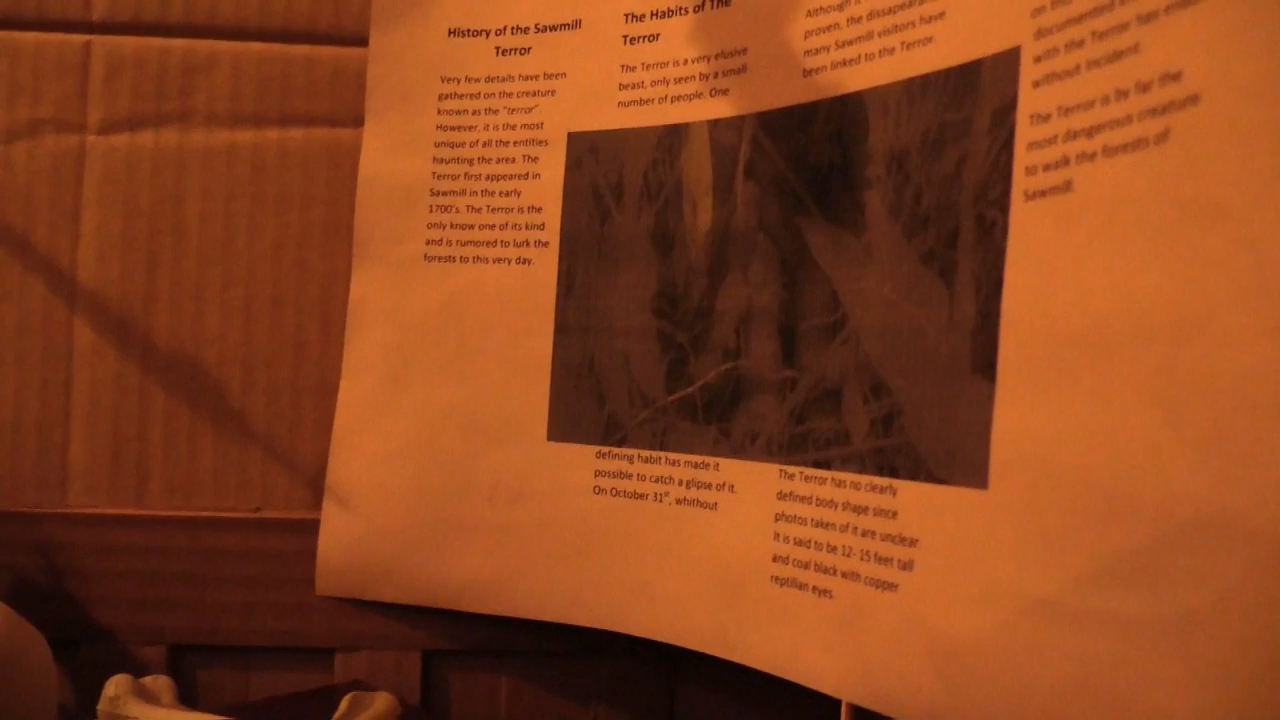 History of the Sawmill
Terror
Very few details have been
gathered on the creature
known as the "terror".
However, it is the most
unique of all the entities
haunting the area. The
Terror first appeared in
Sawmill in the early
1700's. The Terror is the
only know one of its kind
and is rumored to lurk the
forests to this very day.
The Habits of The
Terror
The Terror is a very elusive
beast, only seen by a small
number of people. One
defining habit has made it
possible to catch a glipse of it.
On October 31st, whithout
Although it
proven, the
many Sawmill visitors have
been linked to the Terror.
The Terror has no clearly
defined body shape since
photos taken of it are unclear
It is said to be 12- 15 feet tall
and coal black with copper
reptilian eyes.
on
documented
with the Terror has
without incident.
The Terror is by far the
most dangerous creature
to walk the forests of
Sawmill.